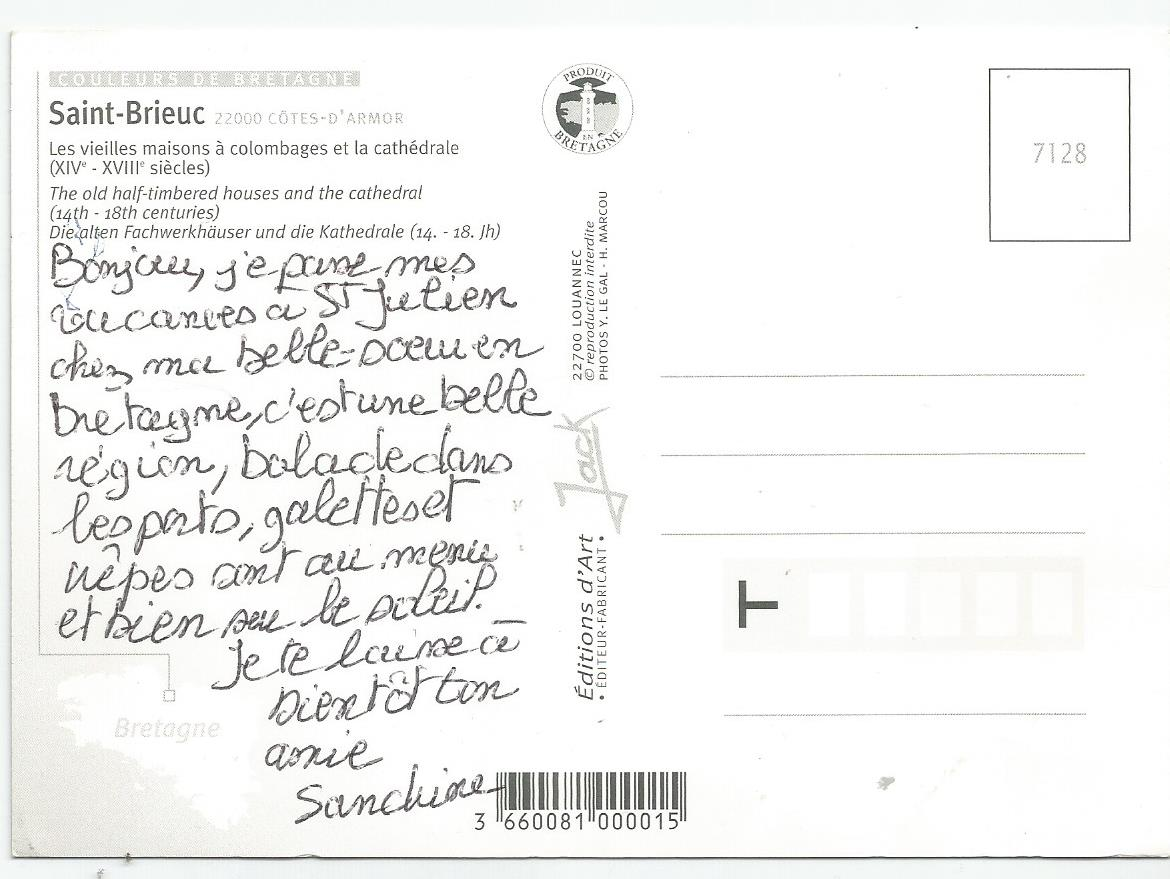 COULEURS DE BRETAGNE
Saint-Brieuc 22000 CÔTES-D'ARMOR
Les vieilles maisons à colombages et la cathédrale
(XIVe - XVIIIe siècles)
The old half-timbered houses and the cathedral
(14th - 18th centuries)
Die alten Fachwerkhäuser und die Kathedrale (14. - 18. Jh)
Bonjour, je passe mes
vacances à St Julien
chez ma belle-soeur en
bretagne, c'est une belle
région, balade dans
les ports, galettes et
crêpes sont au menu
et bien sur le soleil.
Je te laisse à
bientôt ton
amie
Sandrine
Bretagne
PRODUIT
EN
BRETAGNE
22700 LOUANNEC
© reproduction interdite
PHOTOS Y. LE GAL - H. MARCOU
Jack
Éditions d'Art
• ÉDITEUR-FABRICANT •
3 660081 000015
7128
T